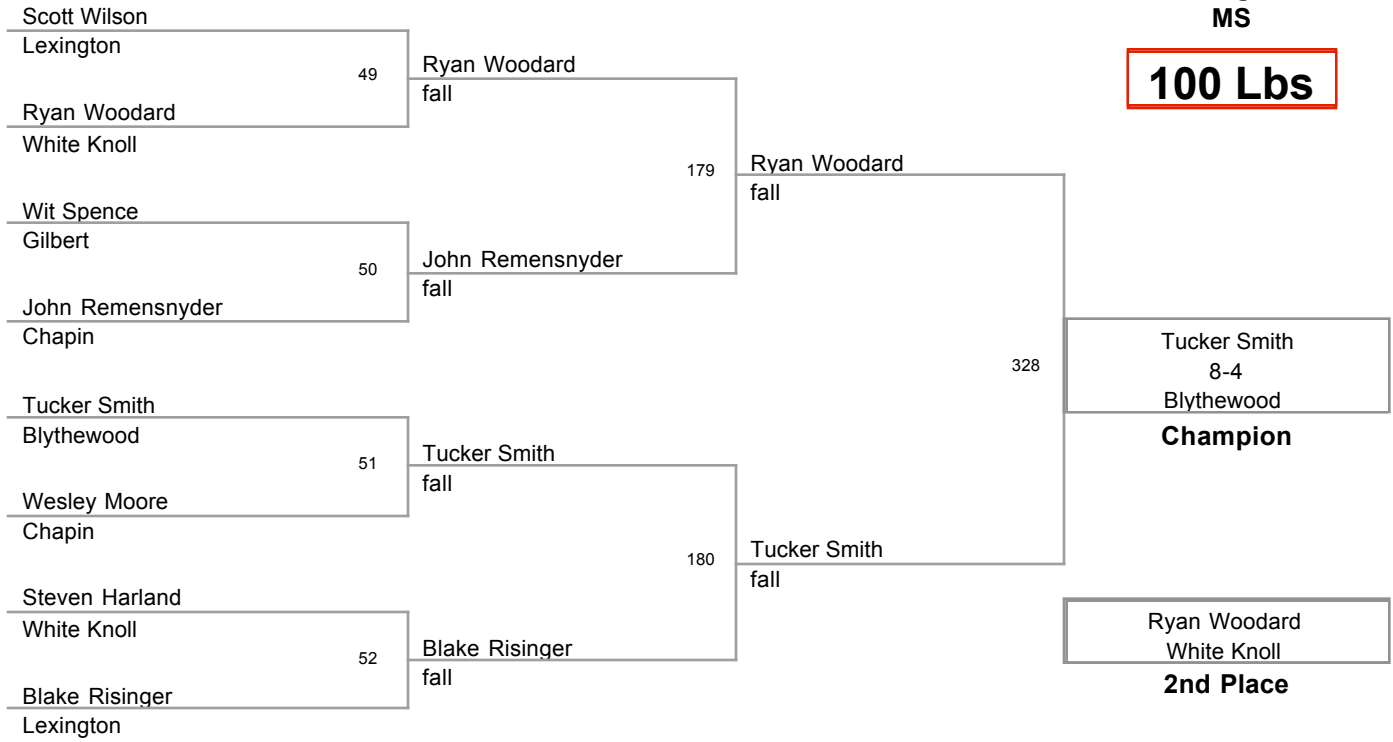 MS
100 Lbs
Scott Wilson
Lexington
49
Ryan Woodard
White Knoll
Ryan Woodard
fall
179
Wit Spence
Gilbert
50
John Remensnyder
Chapin
John Remensnyder
fall
Ryan Woodard
fall
328
Tucker Smith
Blythewood
51
Wesley Moore
Chapin
Tucker Smith
fall
180
Steven Harland
White Knoll
52
Blake Risinger
Lexington
Blake Risinger
fall
Tucker Smith
fall
Tucker Smith
8-4
Blythewood
Champion
Ryan Woodard
White Knoll
2nd Place